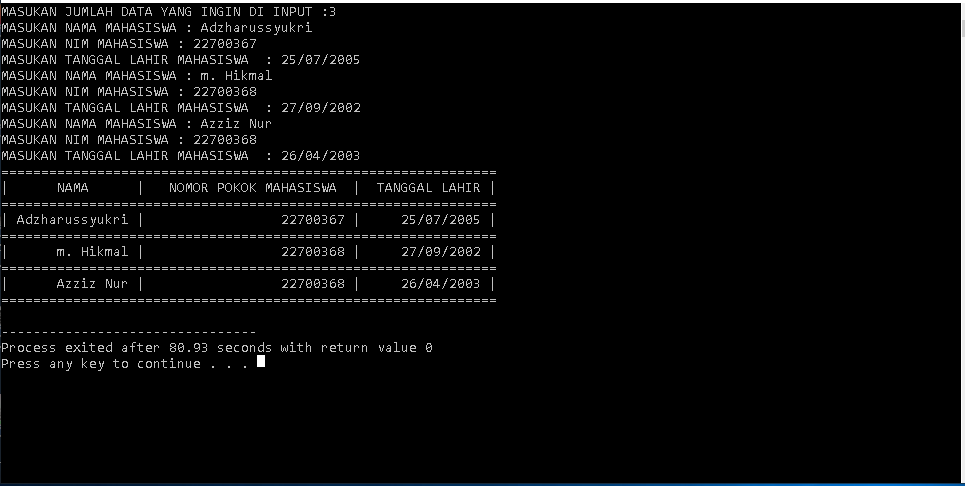 MASUKAN JUMLAH DATA YANG INGIN DI INPUT :3
MASUKAN NAMA MAHASISWA : Adzharussyukri
MASUKAN NIM MAHASISWA : 22700367
MASUKAN TANGGAL LAHIR MAHASISWA  : 25/07/2005
MASUKAN NAMA MAHASISWA : m. Hikmal
MASUKAN NIM MAHASISWA : 22700368
MASUKAN TANGGAL LAHIR MAHASISWA  : 27/09/2002
MASUKAN NAMA MAHASISWA : Azziz Nur
MASUKAN NIM MAHASISWA : 22700368
MASUKAN TANGGAL LAHIR MAHASISWA  : 26/04/2003
==============================================================
|      NAMA      |   NOMOR POKOK MAHASISWA  |  TANGGAL LAHIR |
==============================================================
| Adzharussyukri |                 22700367 |     25/07/2005 |
==============================================================
|      m. Hikmal |                 22700368 |     27/09/2002 |
==============================================================
|      Azziz Nur |                 22700368 |     26/04/2003 |
==============================================================
--------------------------------
Process exited after 80.93 seconds with return value 0
Press any key to continue . . .